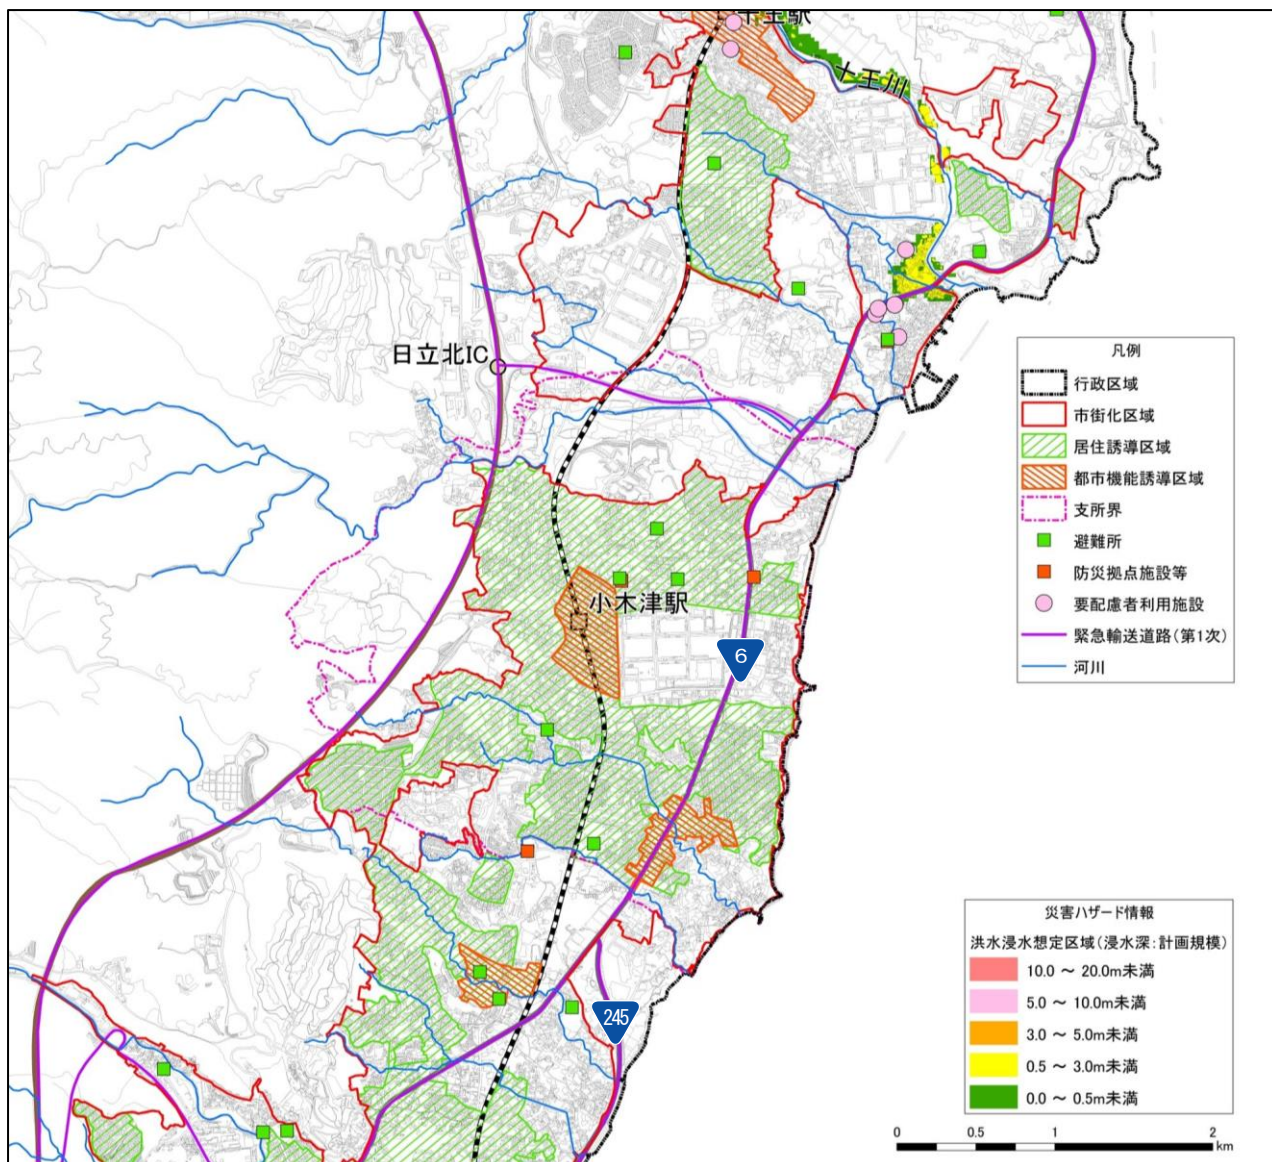 十王駅
十王川
日立北IC
小木津駅
6
245
凡例
行政区域
市街化区域
居住誘導区域
都市機能誘導区域
支所界
避難所
防災拠点施設等
要配慮者利用施設
緊急輸送道路(第1次)
河川
災害ハザード情報
洪水浸水想定区域(浸水深:計画規模)
10.0 ～ 20.0m未満
5.0 ～ 10.0m未満
3.0 ～ 5.0m未満
0.5 ～ 3.0m未満
0.0 ～ 0.5m未満
0 0.5 1 2
km